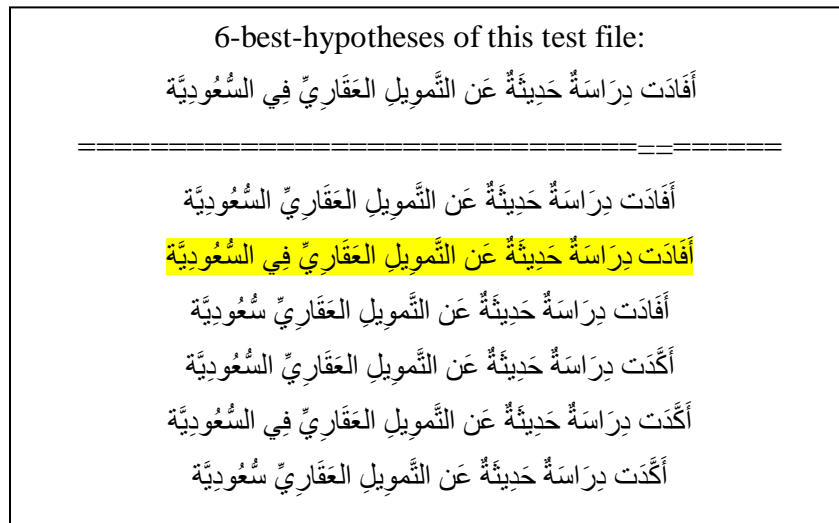 6-best-hypotheses of this test file:
أَفَادَت دِرَاسَةٌ حَدِيثَةٌ عَن التَّموِيلِ العَقَارِيِّ فِي السُّعُودِيَّة
======================================
أَفَادَت دِرَاسَةٌ حَدِيثَةٌ عَن التَّموِيلِ العَقَارِيِّ السُّعُودِيَّة
أَفَادَت دِرَاسَةٌ حَدِيثَةٌ عَن التَّموِيلِ العَقَارِيِّ فِي السُّعُودِيَّة
أَفَادَت دِرَاسَةٌ حَدِيثَةٌ عَن التَّموِيلِ العَقَارِيِّ سُّعُودِيَّة
أَكَّدَت دِرَاسَةٌ حَدِيثَةٌ عَن التَّموِيلِ العَقَارِيِّ السُّعُودِيَّة
أَكَّدَت دِرَاسَةٌ حَدِيثَةٌ عَن التَّموِيلِ العَقَارِيِّ فِي السُّعُودِيَّة
أَكَّدَت دِرَاسَةٌ حَدِيثَةٌ عَن التَّموِيلِ العَقَارِيِّ سُّعُودِيَّة